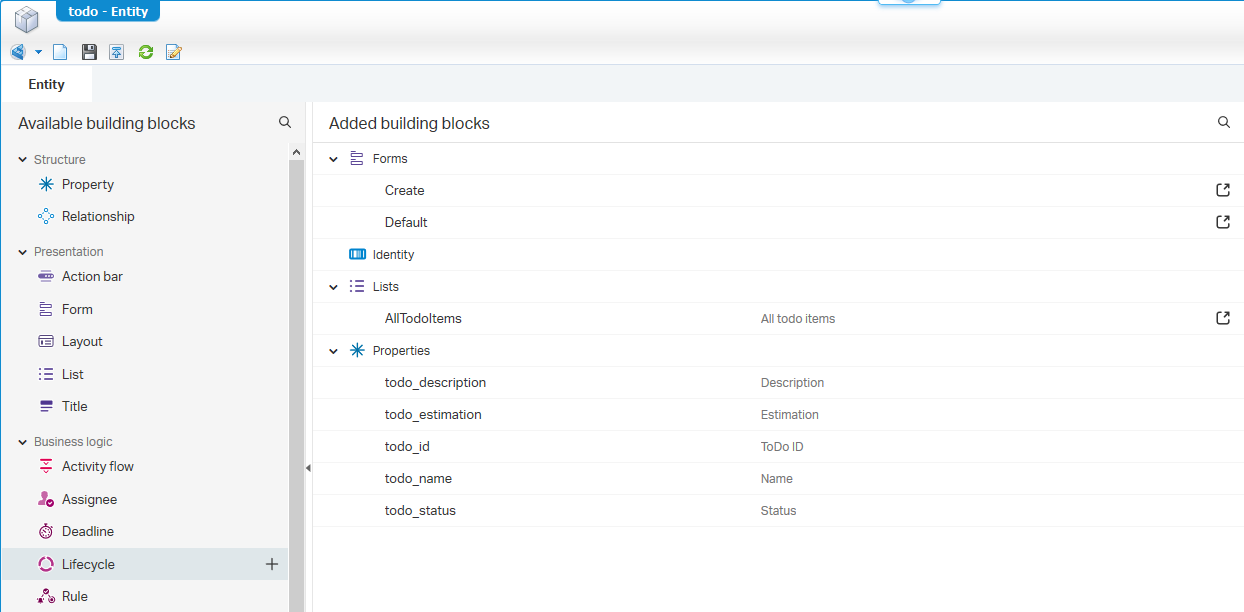 todo - Entity
Entity
Available building blocks
Structure
Property
Relationship
Presentation
Action bar
Form
Layout
List
Title
Business logic
Activity flow
Assignee
Deadline
Lifecycle
Rule
Added building blocks
Forms
Create
Default
Identity
Lists
AllTodoItems All todo items
Properties
todo_description Description
todo_estimation Estimation
todo_id ToDo ID
todo_name Name
todo_status Status